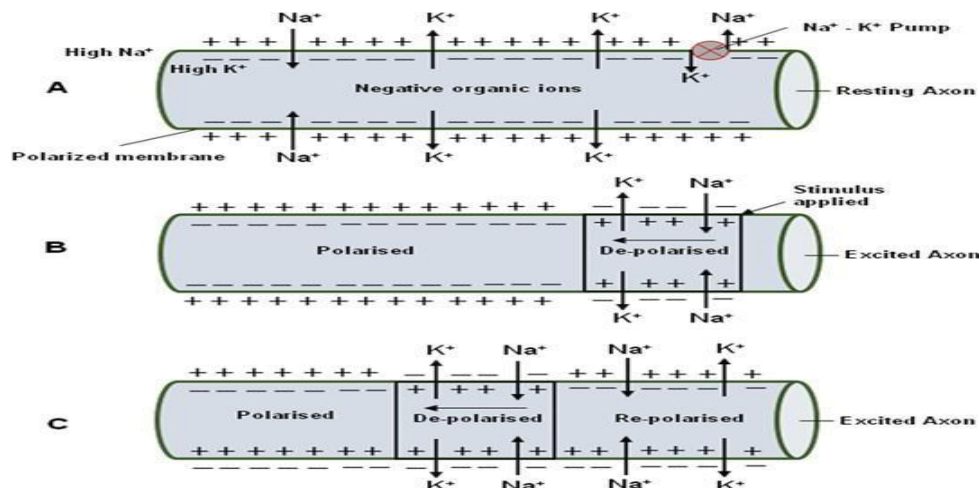 Na⁺ K⁺ K⁺ Na⁺ Na⁺ - K⁺ Pump
+ + + + + + + + + + + + + + + + + + + +
High Na⁺
High K⁺
K⁺
A
Negative organic ions
Resting Axon
Polarized membrane
Na⁺ K⁺ K⁺
K⁺ Na⁺
Stimulus
applied
B
Polarised De-polarised
Excited Axon
K⁺ Na⁺
K⁺ Na⁺ Na⁺ K⁺
C
Polarised De-polarised Re-polarised
Excited Axon
K⁺ Na⁺ Na⁺ K⁺